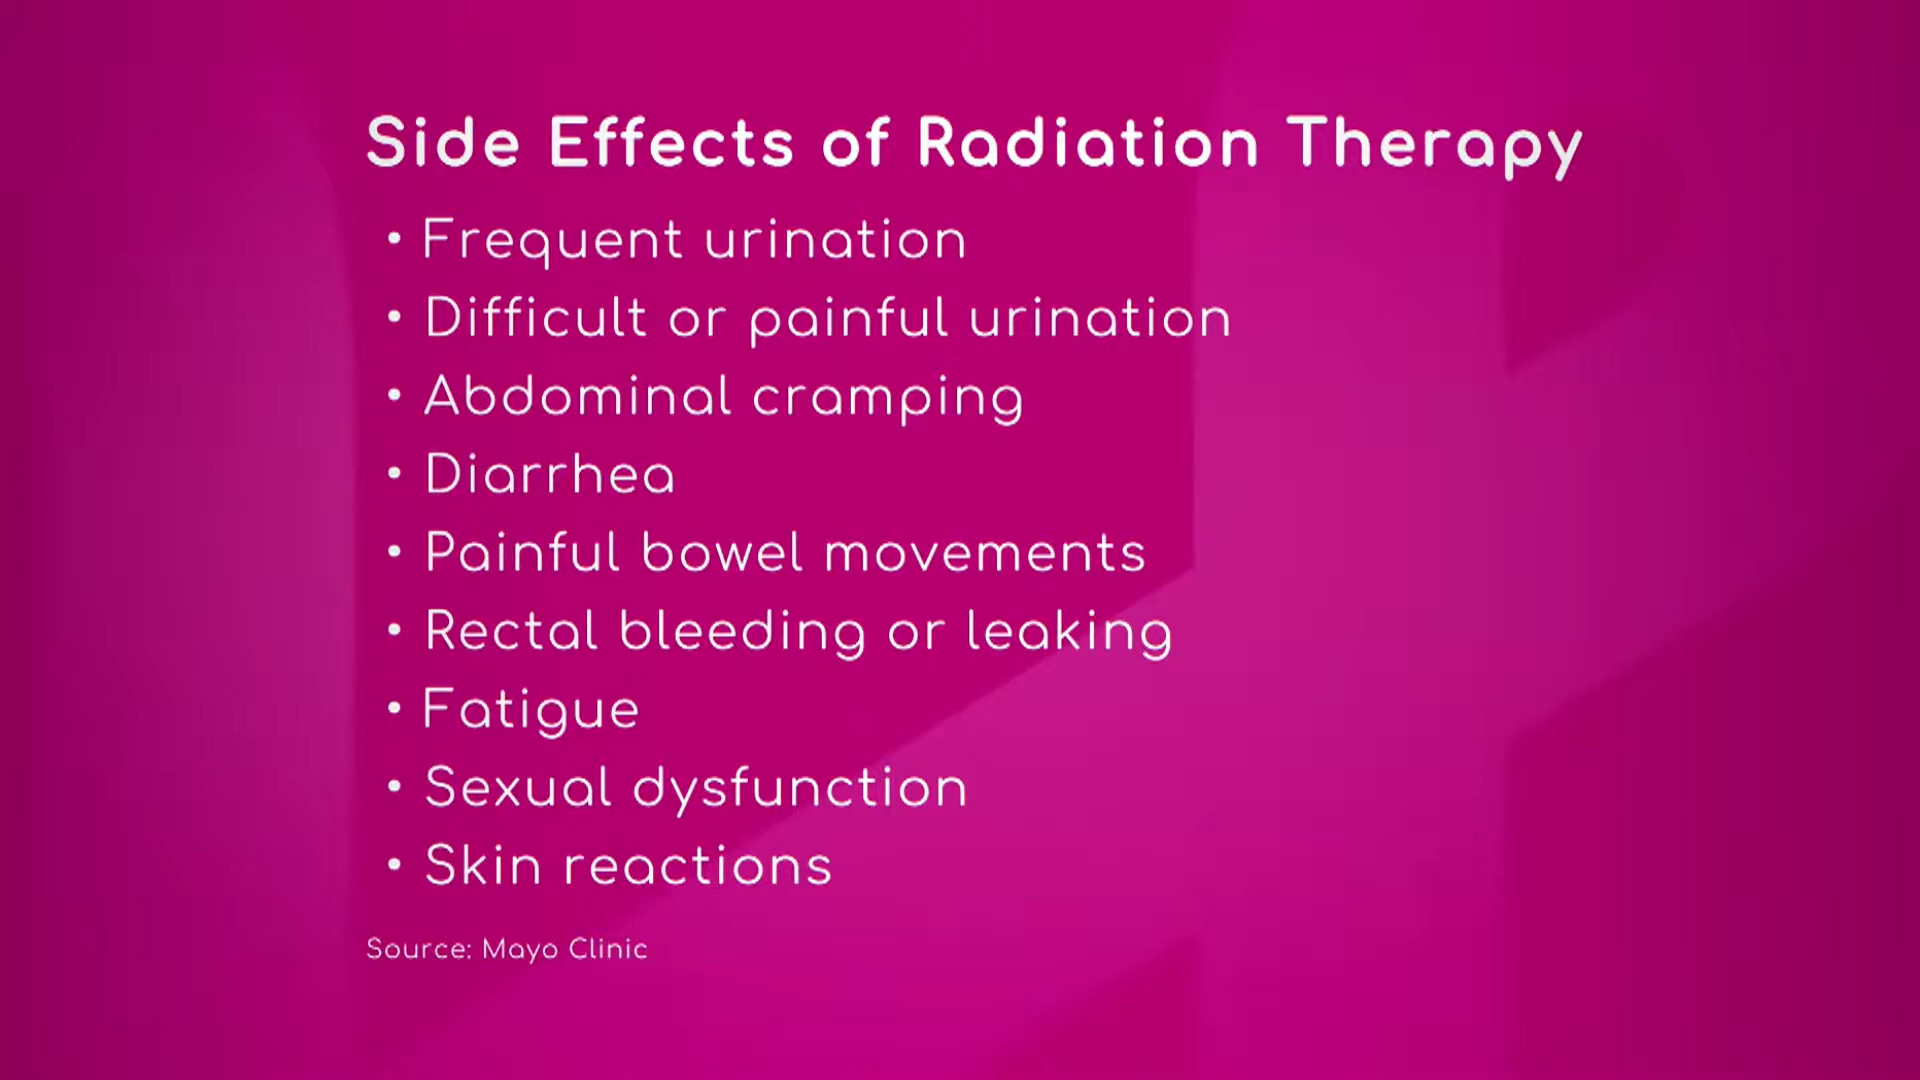 Side Effects of Radiation Therapy
• Frequent urination
• Difficult or painful urination
• Abdominal cramping
• Diarrhea
• Painful bowel movements
• Rectal bleeding or leaking
• Fatigue
• Sexual dysfunction
• Skin reactions
Source: Mayo Clinic